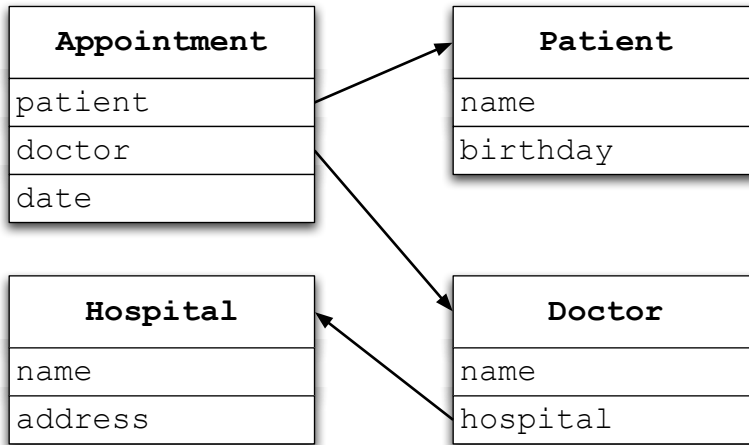 Appointment
patient
doctor
date
Patient
name
birthday
Hospital
name
address
Doctor
name
hospital